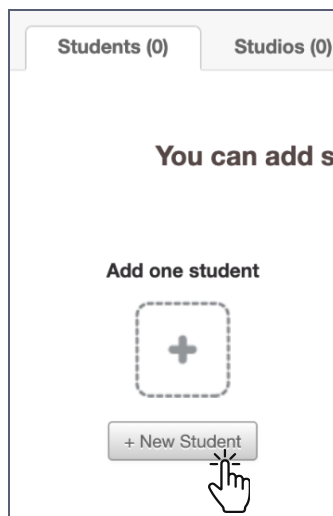 Students (0) Studios (0)
You can add s
Add one student
+ New Student